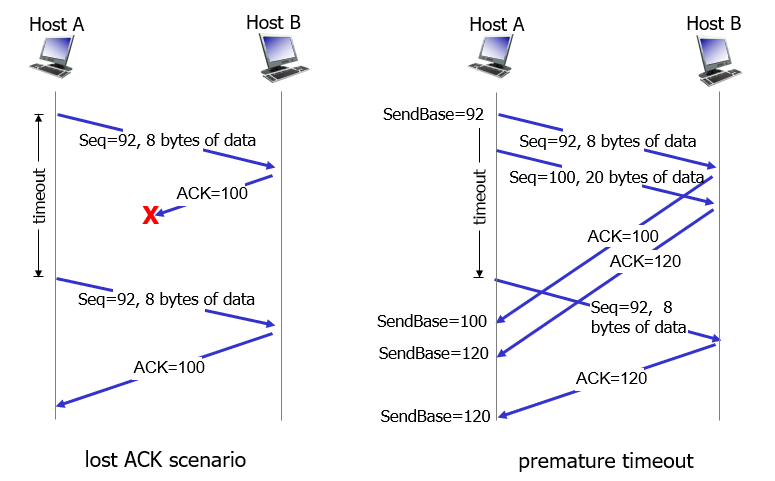 Host A
Host B
Seq=92, 8 bytes of data
ACK=100
X
timeout
Seq=92, 8 bytes of data
ACK=100
lost ACK scenario
Host A
Host B
SendBase=92
Seq=92, 8 bytes of data
Seq=100, 20 bytes of data
timeout
ACK=100
ACK=120
Seq=92, 8
bytes of data
SendBase=100
SendBase=120
ACK=120
SendBase=120
premature timeout